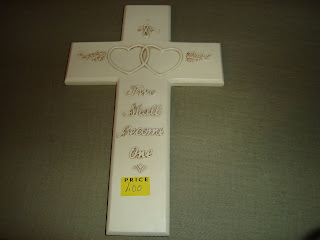 Two
Shall
Become
One
PRICE
1.00